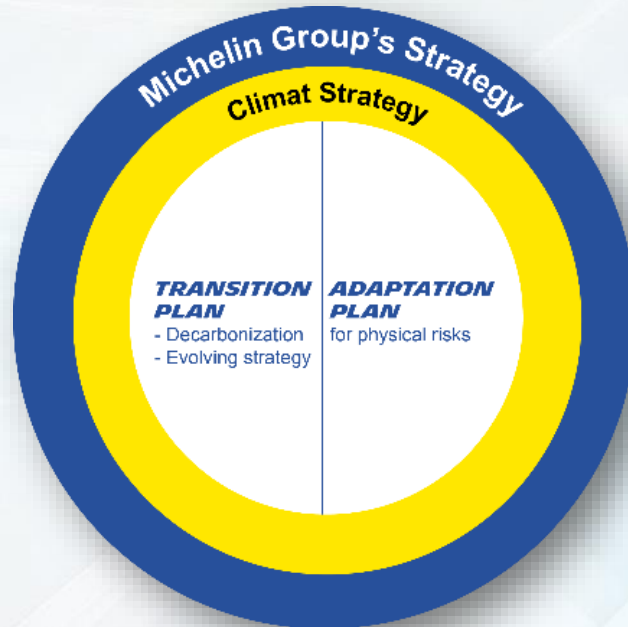 Michelin Group's Strategy
Climat Strategy
TRANSITION
PLAN
- Decarbonization
- Evolving strategy
ADAPTATION
PLAN
for physical risks